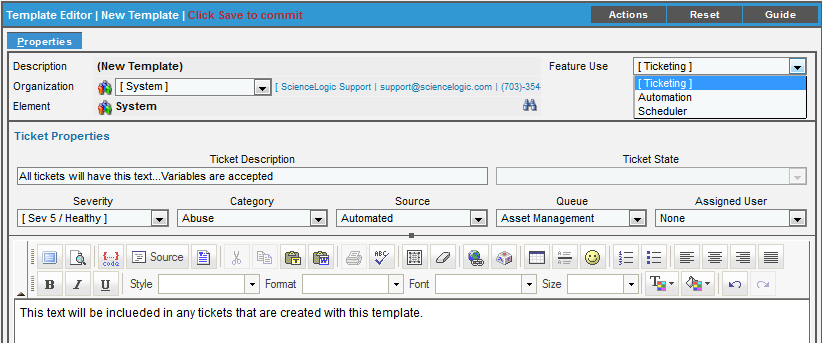 Template Editor | New Template | Click Save to commit
Actions Reset Guide
Properties
Description (New Template) Feature Use [ Ticketing ]
Organization [ System ] [ ScienceLogic Support | support@sciencelogic.com | (703)-354
[ Ticketing ]
Automation
Scheduler
Element System
Ticket Properties
Ticket Description Ticket State
All tickets will have this text...Variables are accepted
Severity Category Source Queue Assigned User
[ Sev 5 / Healthy ] Abuse Automated Asset Management None
{...} code Source ABC
B I U Style Format Font Size T
This text will be inclueded in any tickets that are created with this template.